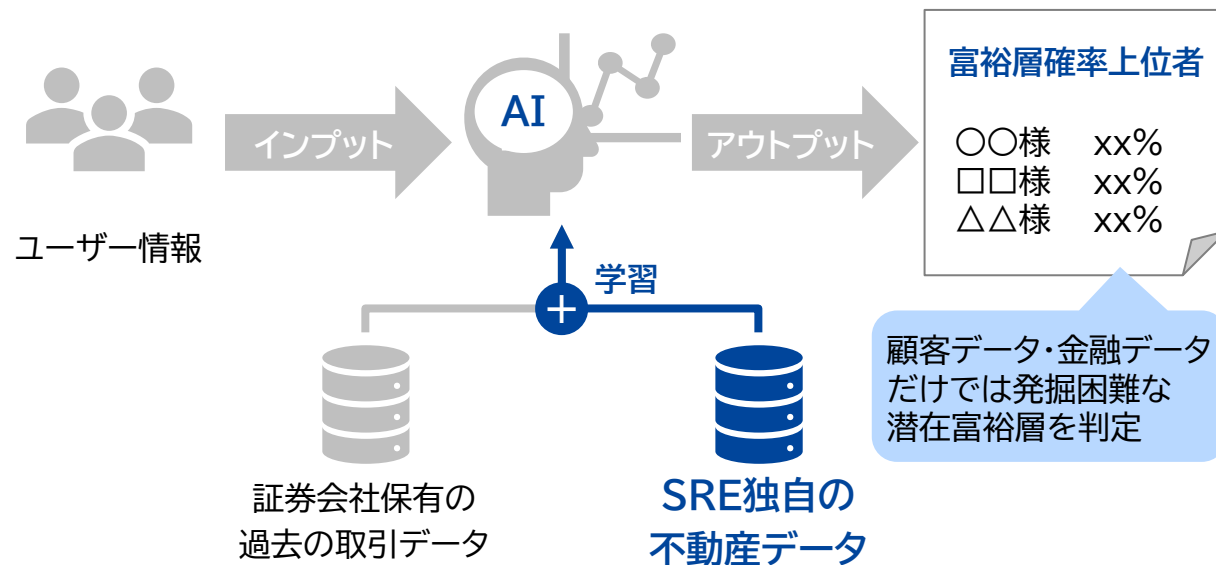 ユーザー情報
インプット
AI
アウトプット
富裕層確率上位者
○○様 xx%
□□様 xx%
△△様 xx%
学習
+
証券会社保有の
過去の取引データ
SRE独自の
不動産データ
顧客データ・金融データ
だけでは発掘困難な
潜在富裕層を判定